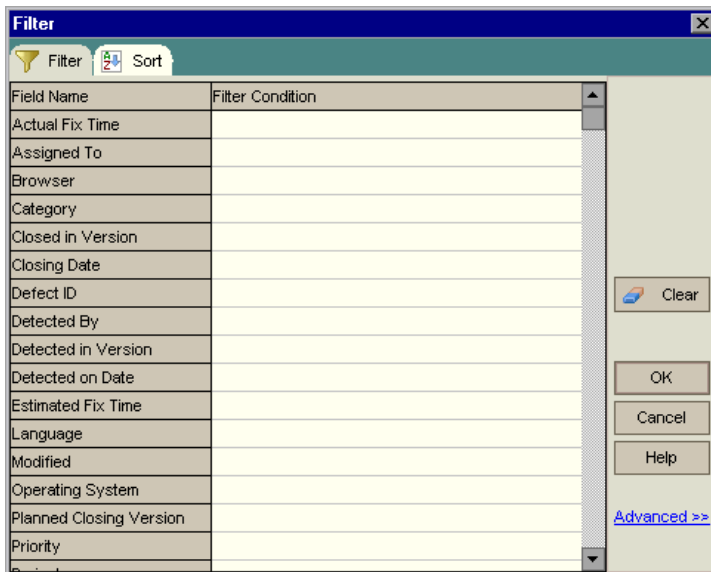 Filter
Filter Sort
Field Name Filter Condition
Actual Fix Time
Assigned To
Browser
Category
Closed in Version
Closing Date
Defect ID
Clear
Detected By
Detected in Version
Detected on Date
OK
Estimated Fix Time
Cancel
Language
Modified
Help
Operating System
Planned Closing Version
Advanced >>
Priority